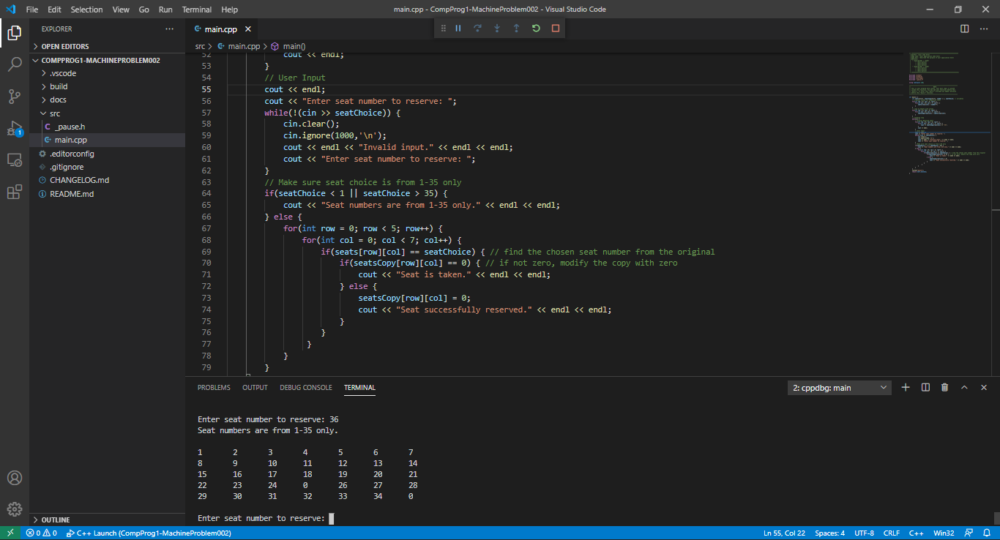 File Edit Selection View Go Run Terminal Help
main.cpp - CompProg1-MachineProblem002 - Visual Studio Code
EXPLORER
OPEN EDITORS
COMPPROG1-MACHINEPROBLEM002
.vscode
build
docs
src
_pause.h
main.cpp
.editorconfig
.gitignore
CHANGELOG.md
README.md
OUTLINE
1
main.cpp
src > main.cpp > main()
52 cout << endl;
53 }
54 // User Input
55 cout << endl;
56 cout << "Enter seat number to reserve: ";
57 while(!(cin >> seatChoice)) {
58 cin.clear();
59 cin.ignore(1000,'\n');
60 cout << endl << "Invalid input." << endl << endl;
61 cout << "Enter seat number to reserve: ";
62 }
63 // Make sure seat choice is from 1-35 only
64 if(seatChoice < 1 || seatChoice > 35) {
65 cout << "Seat numbers are from 1-35 only." << endl << endl;
66 } else {
67 for(int row = 0; row < 5; row++) {
68 for(int col = 0; col < 7; col++) {
69 if(seats[row][col] == seatChoice) { // find the chosen seat number from the original
70 if(seatsCopy[row][col] == 0) { // if not zero, modify the copy with zero
71 cout << "Seat is taken." << endl << endl;
72 } else {
73 seatsCopy[row][col] = 0;
74 cout << "Seat successfully reserved." << endl << endl;
75 }
76 }
77 }
78 }
79 }
PROBLEMS OUTPUT DEBUG CONSOLE TERMINAL
2: cppdbg: main
Enter seat number to reserve: 36
Seat numbers are from 1-35 only.
1 2 3 4 5 6 7
8 9 10 11 12 13 14
15 16 17 18 19 20 21
22 23 24 0 26 27 28
29 30 31 32 33 34 0
Enter seat number to reserve:
0 0 C++ Launch (CompProg1-MachineProblem002)
Ln 55, Col 22 Spaces: 4 UTF-8 CRLF C++ Win32